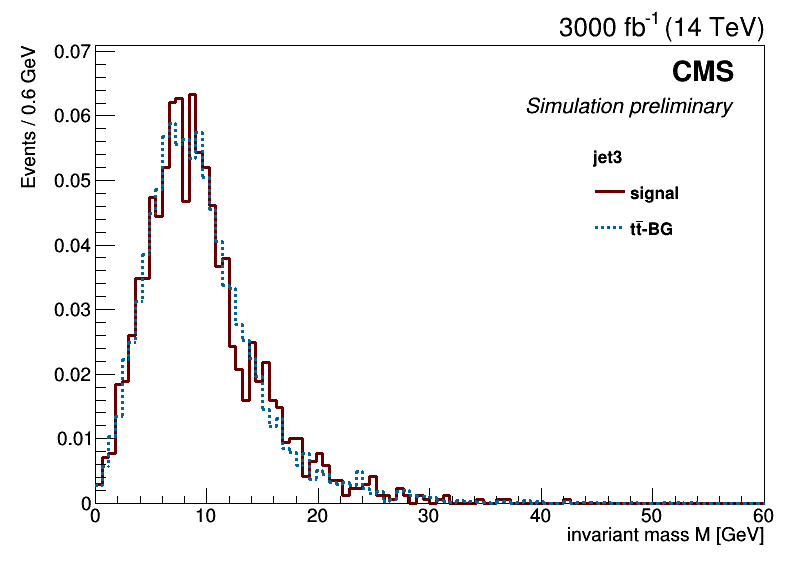 3000 fb⁻¹ (14 TeV)
Events / 0.6 GeV
0.07
0.06
0.05
0.04
0.03
0.02
0.01
0
CMS
Simulation preliminary
jet3
signal
tt̄-BG
0 10 20 30 40 50 60
invariant mass M [GeV]